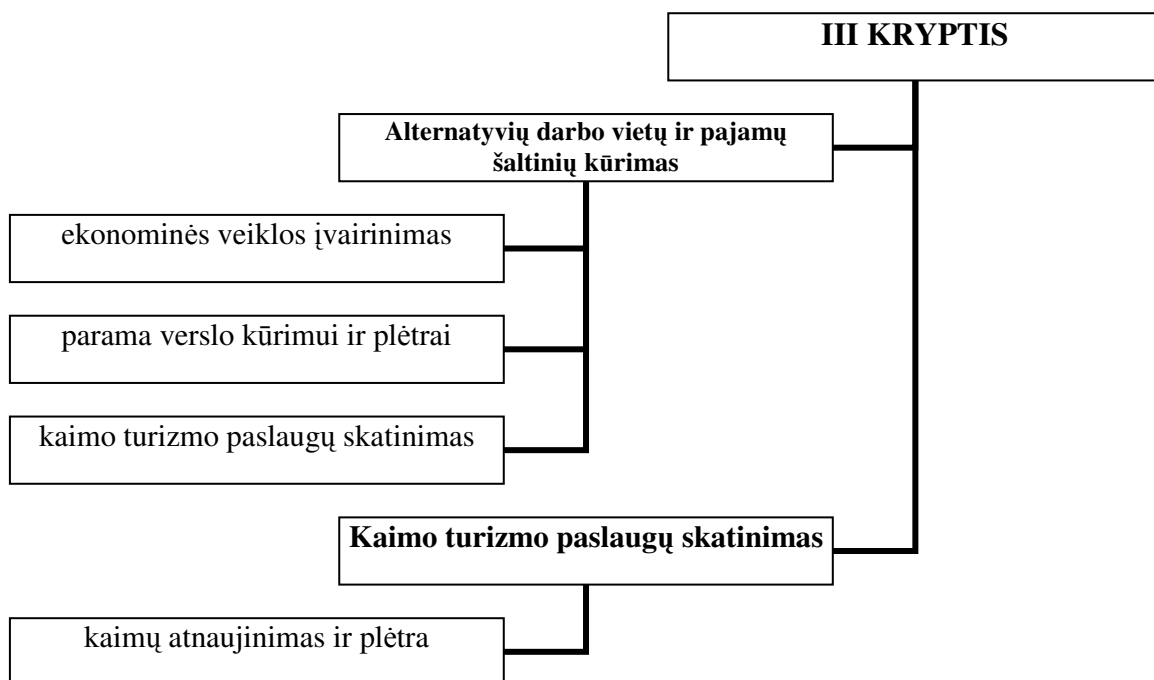 III KRYPTIS
Alternatyvių darbo vietų ir pajamų
šaltinių kūrimas
ekonominės veiklos įvairinimas
parama verslo kūrimui ir plėtrai
kaimo turizmo paslaugų skatinimas
Kaimo turizmo paslaugų skatinimas
kaimų atnaujinimas ir plėtra